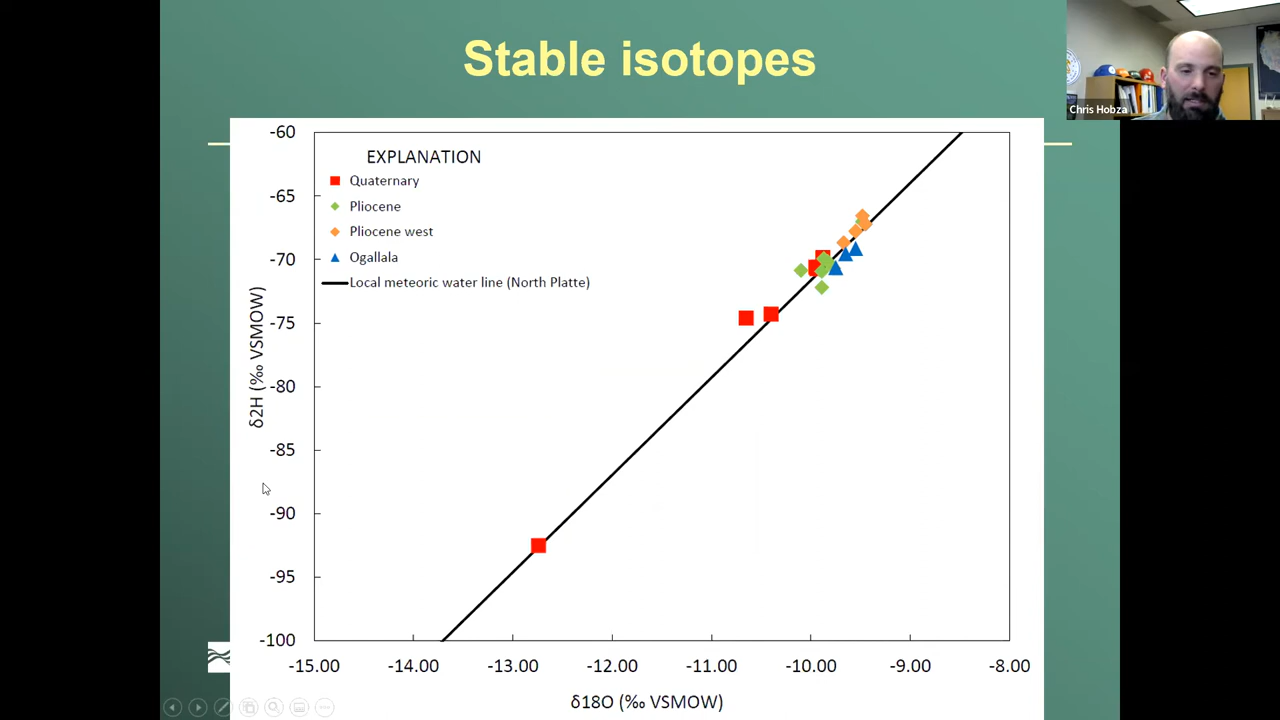 Stable isotopes
Chris Hobza
EXPLANATION
Quaternary
Pliocene
Pliocene west
Ogallala
Local meteoric water line (North Platte)
-60
-65
-70
-75
-80
-85
-90
-95
-100
δ2H (‰ VSMOW)
-15.00 -14.00 -13.00 -12.00 -11.00 -10.00 -9.00 -8.00
δ18O (‰ VSMOW)